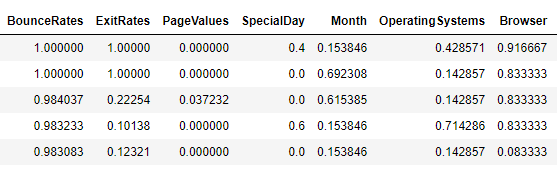 BounceRates ExitRates PageValues SpecialDay Month OperatingSystems Browser
1.000000 1.00000 0.000000 0.4 0.153846 0.428571 0.916667
1.000000 1.00000 0.000000 0.0 0.692308 0.142857 0.833333
0.984037 0.22254 0.037232 0.0 0.615385 0.142857 0.833333
0.983233 0.10138 0.000000 0.6 0.153846 0.714286 0.833333
0.983083 0.12321 0.000000 0.0 0.153846 0.142857 0.083333